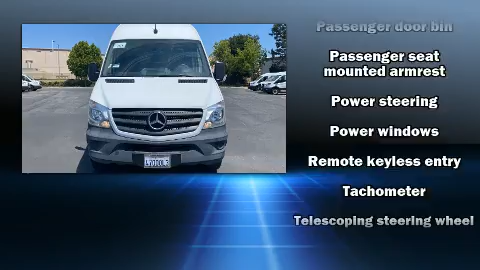 Passenger door bin
Passenger seat
mounted armrest
Power steering
Power windows
Remote keyless entry
Tachometer
Telescoping steering wheel